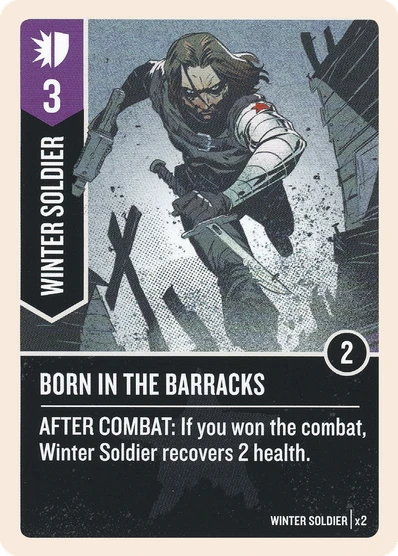 3
WINTER SOLDIER
2
BORN IN THE BARRACKS
AFTER COMBAT: If you won the combat,
Winter Soldier recovers 2 health.
WINTER SOLDIER | x2